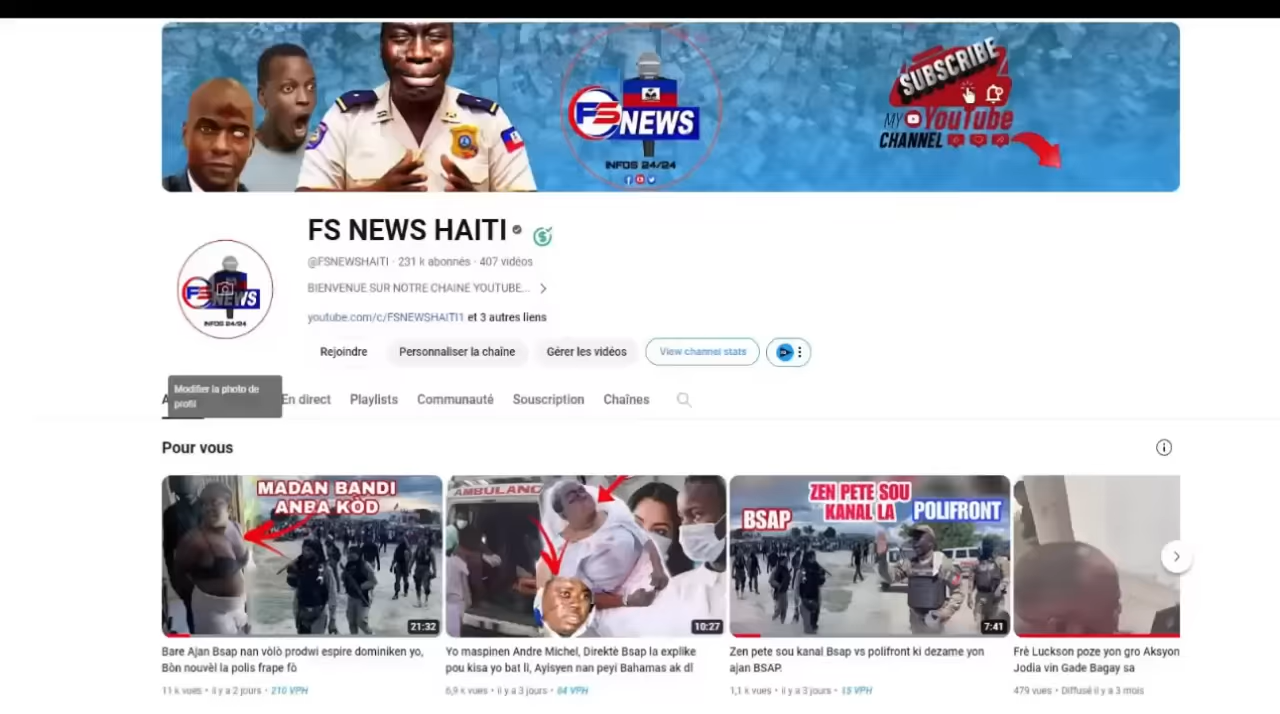 SUBSCRIBE
MY YouTube
CHANNEL
FS NEWS
INFOS 24/24
FS NEWS HAITI
@FSNEWSHAITI · 231 k abonnés · 407 vidéos
BIENVENUE SUR NOTRE CHAINE YOUTUBE...
FS NEWS
INFOS 24/24
youtube.com/c/FSNEWSHAITI1 et 3 autres liens
Rejoindre Personnaliser la chaîne Gérer les vidéos View channel stats
Modifier la photo de
profil
En direct Playlists Communauté Souscription Chaînes
Pour vous
MADAN BANDI
ANBA KÒD
21:32
AMBULANC
10:27
ZEN PETE SOU
KANAL LA
BSAP
POLIFRONT
7:41
Bare Ajan Bsap nan vòlò prodwi espire dominiken yo,
Bòn nouvèl la polis frape fò
11 k vues · il y a 2 jours · 210 VPH
Yo maspinen Andre Michel, Direktè Bsap la explike
pou kisa yo bat li, Ayisyen nan peyi Bahamas ak dl
6,9 k vues · il y a 3 jours · 84 VPH
Zen pete sou kanal Bsap vs polifront ki dezame yon
ajan BSAP.
1,1 k vues · il y a 3 jours · 15 VPH
Frè Luckson poze yon gro Aksyon
Jodia vin Gade Bagay sa
479 vues · Diffusé il y a 3 mois